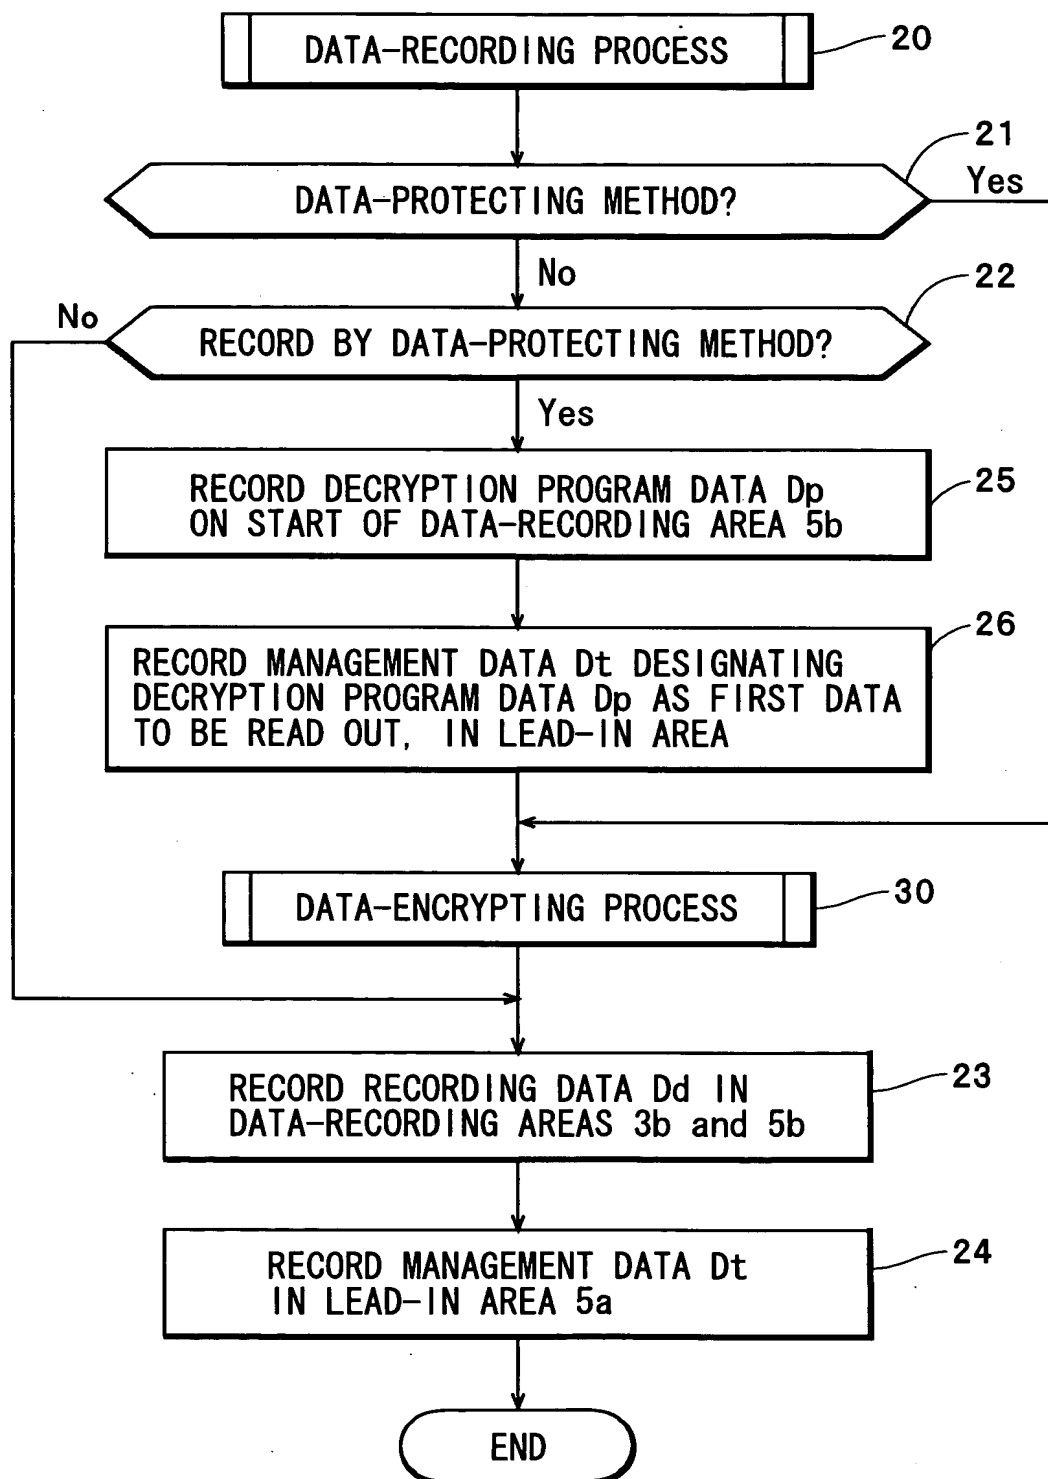 DATA-RECORDING PROCESS
20
21
DATA-PROTECTING METHOD?
Yes
No
22
No
RECORD BY DATA-PROTECTING METHOD?
Yes
RECORD DECRYPTION PROGRAM DATA Dp
ON START OF DATA-RECORDING AREA 5b
25
26
RECORD MANAGEMENT DATA Dt DESIGNATING
DECRYPTION PROGRAM DATA Dp AS FIRST DATA
TO BE READ OUT, IN LEAD-IN AREA
DATA-ENCRYPTING PROCESS
30
RECORD RECORDING DATA Dd IN
DATA-RECORDING AREAS 3b and 5b
23
RECORD MANAGEMENT DATA Dt
IN LEAD-IN AREA 5a
24
END